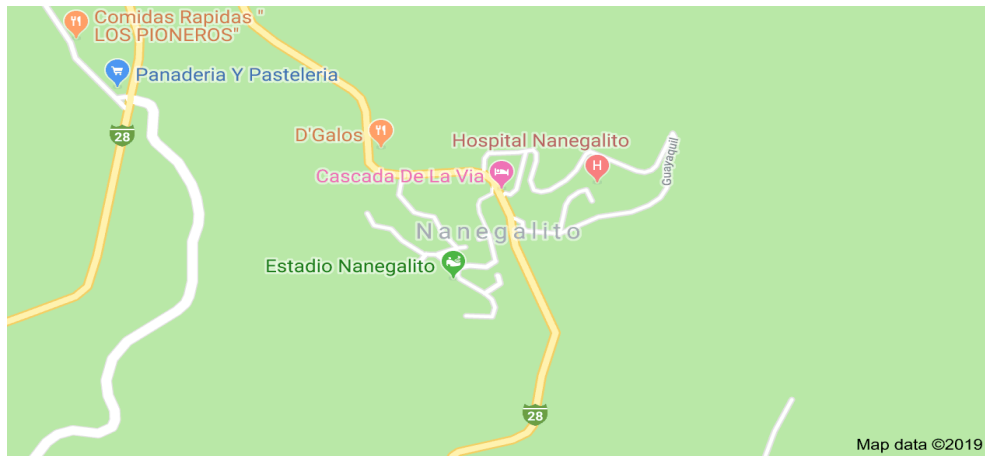 Comidas Rapidas "
LOS PIONEROS"
Panaderia Y Pasteleria
28
D'Galos
Hospital Nanegalito
H
Cascada De La Via
Guayaquil
Nanegalito
Estadio Nanegalito
28
Map data ©2019